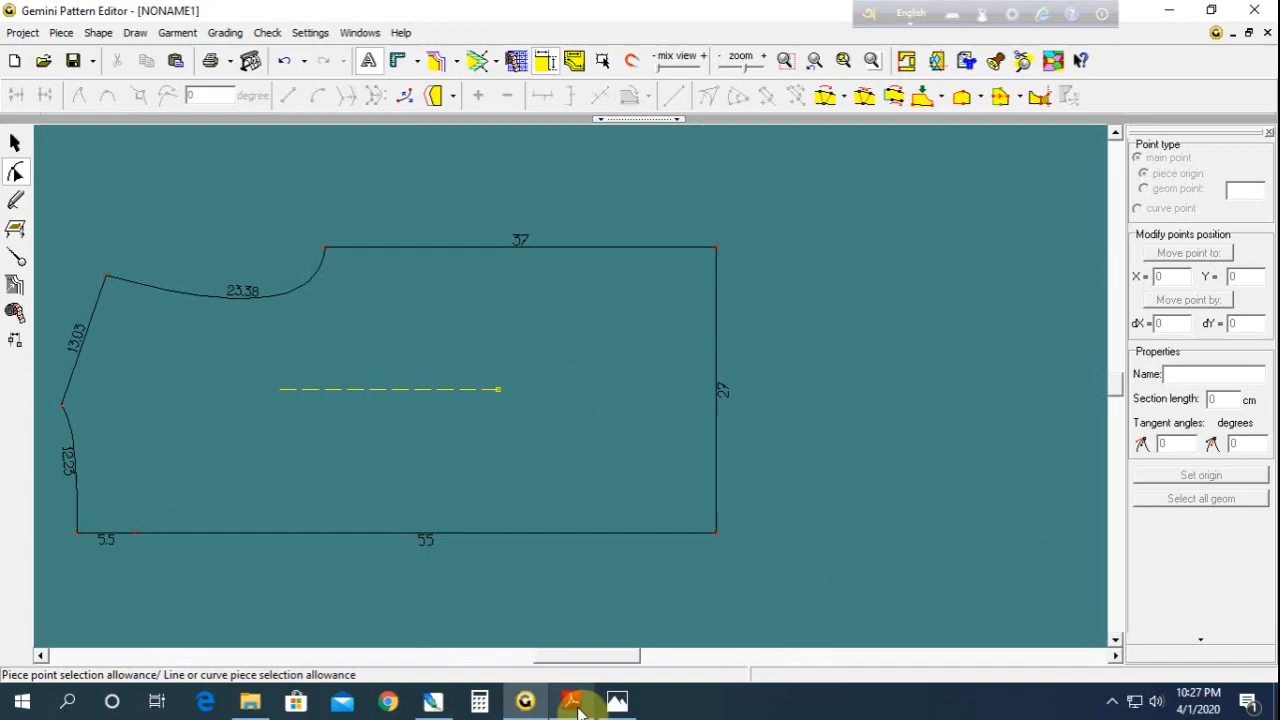 Gemini Pattern Editor - [NONAME1]
English
Project Piece Shape Draw Garment Grading Check Settings Windows Help
mix view + - zoom +
0 degree
Point type
main point
piece origin
geom point:
curve point
Modify points position
Move point to:
X = 0 Y = 0
Move point by:
dX = 0 dY = 0
Properties
Name:
Section length: 0 cm
Tangent angles: degrees
0 0
Set origin
Select all geom
37
23.38
13.03
27
12.23
5.5
55
Piece point selection allowance/ Line or curve piece selection allowance
10:27 PM
4/1/2020
1